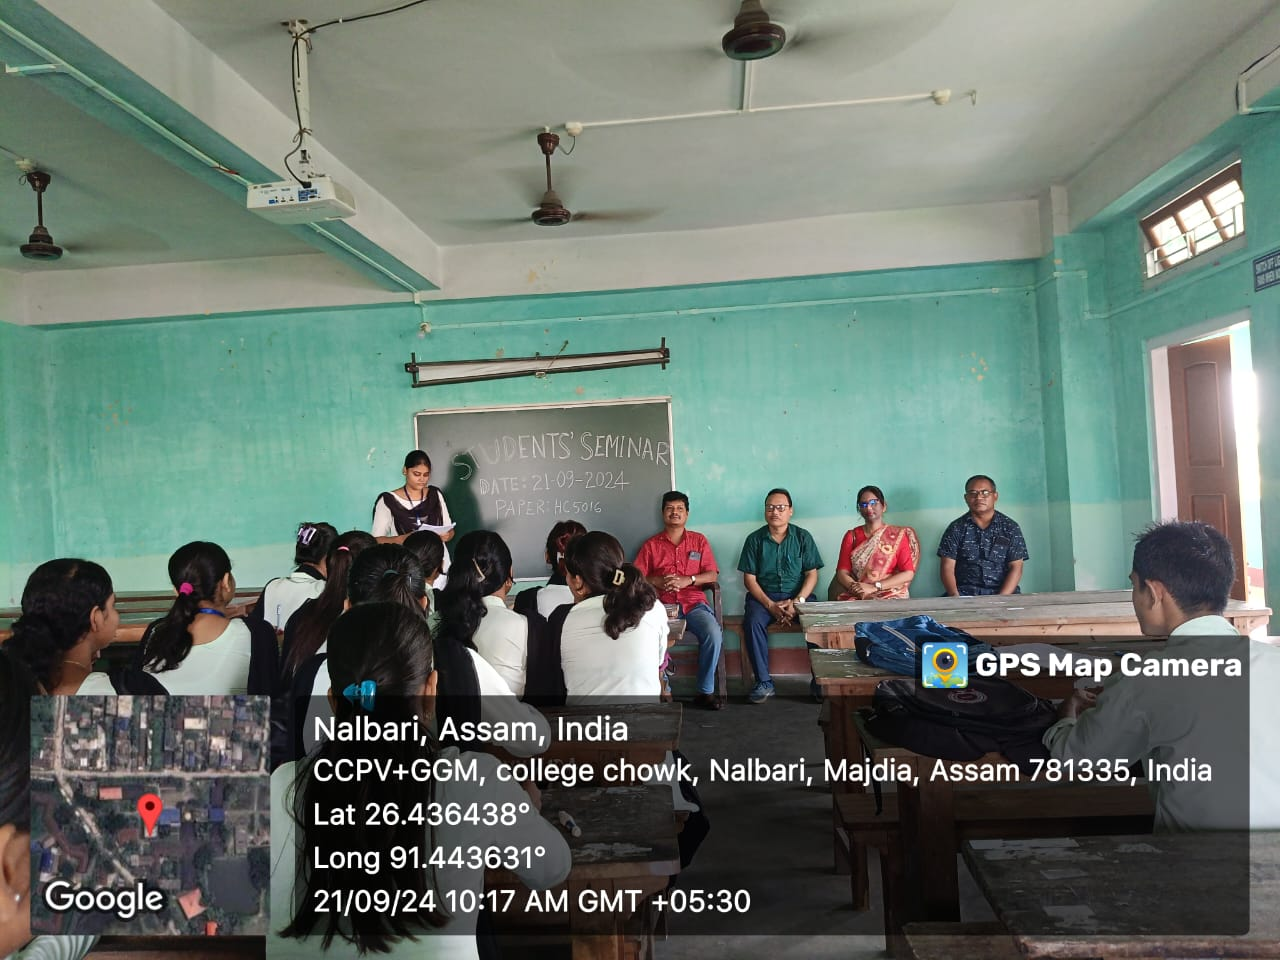 STUDENTS' SEMINAR
DATE: 21-09-2024
PAPER: HC5016
GPS Map Camera
Nalbari, Assam, India
CCPV+GGM, college chowk, Nalbari, Majdia, Assam 781335, India
Lat 26.436438°
Long 91.443631°
21/09/24 10:17 AM GMT +05:30
Google